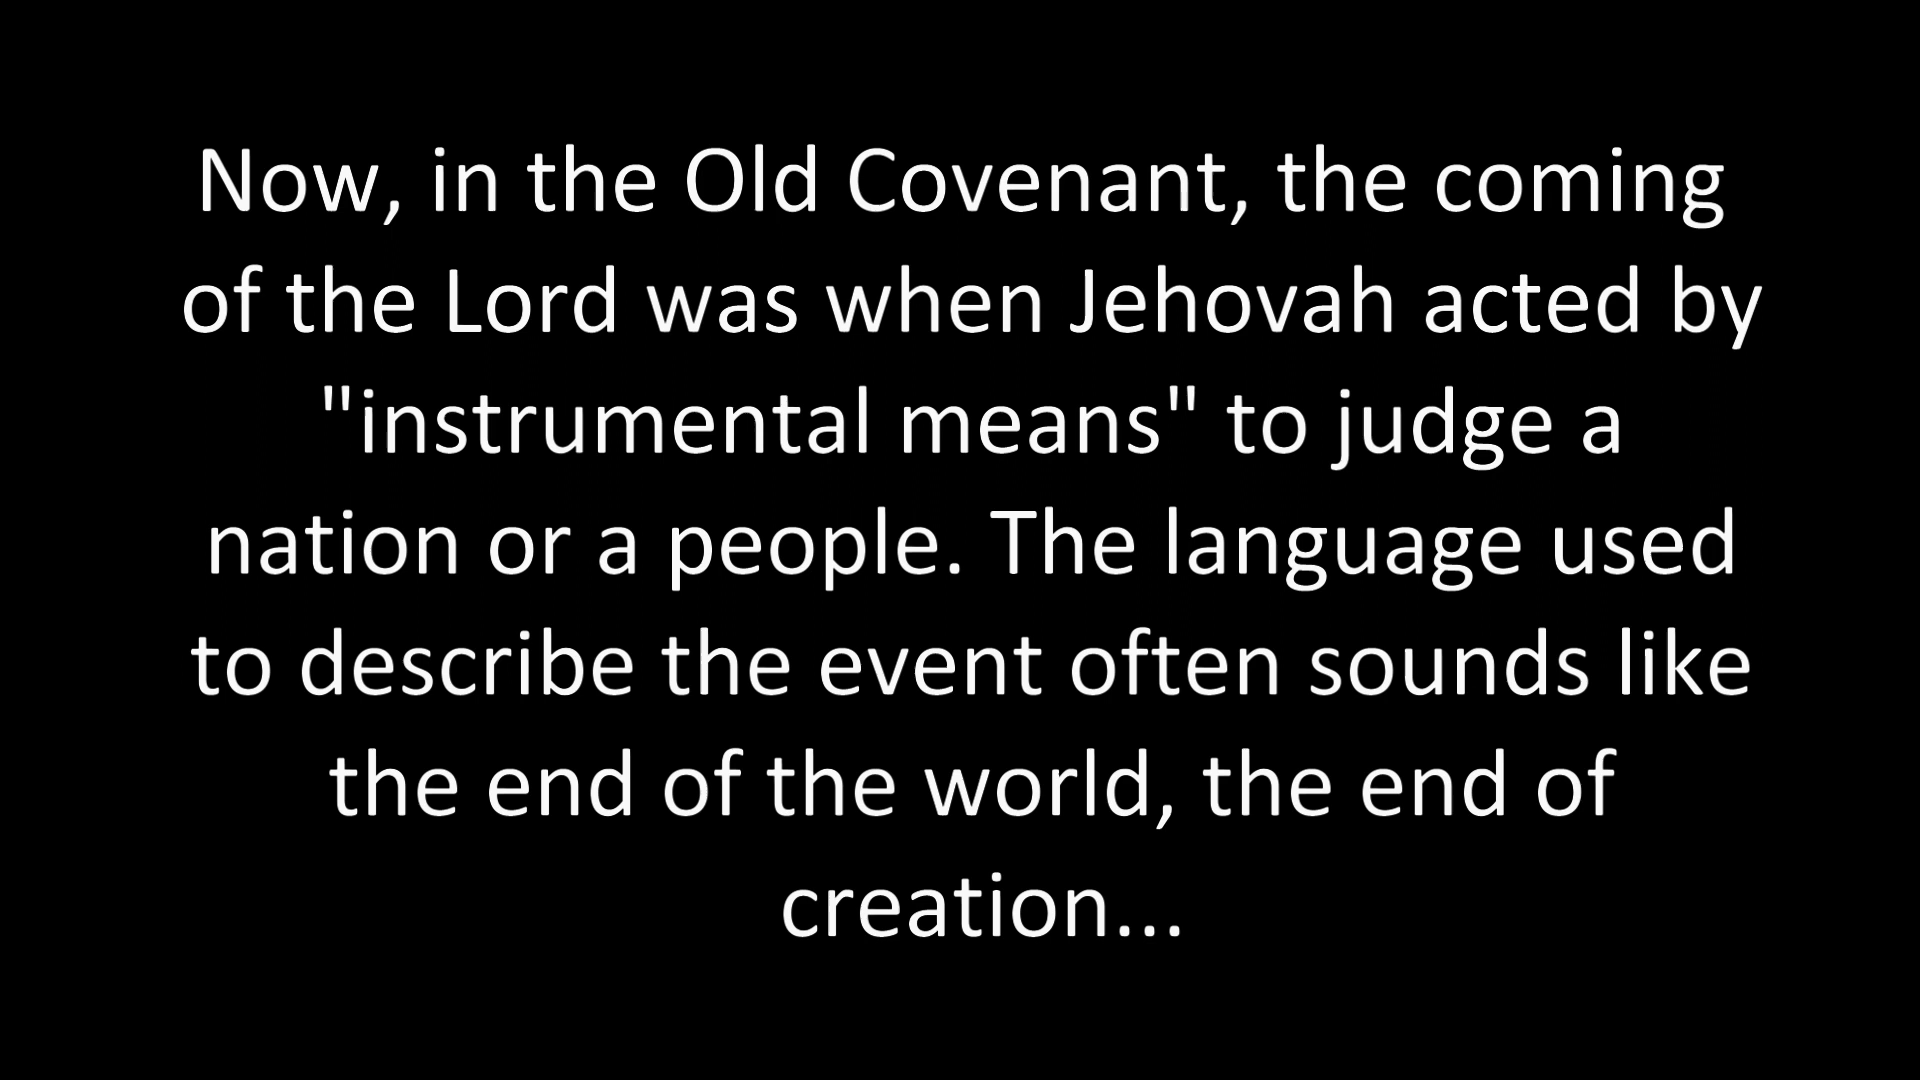 Now, in the Old Covenant, the coming
of the Lord was when Jehovah acted by
"instrumental means" to judge a
nation or a people. The language used
to describe the event often sounds like
the end of the world, the end of
creation...